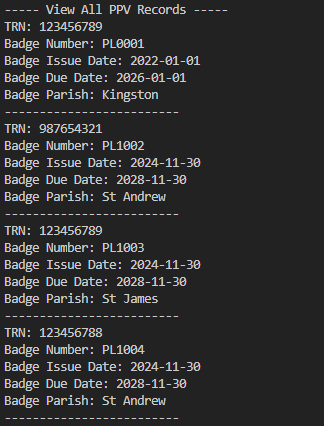 ----- View All PPV Records -----
TRN: 123456789
Badge Number: PL0001
Badge Issue Date: 2022-01-01
Badge Due Date: 2026-01-01
Badge Parish: Kingston
-------------------------
TRN: 987654321
Badge Number: PL1002
Badge Issue Date: 2024-11-30
Badge Due Date: 2028-11-30
Badge Parish: St Andrew
-------------------------
TRN: 123456789
Badge Number: PL1003
Badge Issue Date: 2024-11-30
Badge Due Date: 2028-11-30
Badge Parish: St James
-------------------------
TRN: 123456788
Badge Number: PL1004
Badge Issue Date: 2024-11-30
Badge Due Date: 2028-11-30
Badge Parish: St Andrew
-------------------------